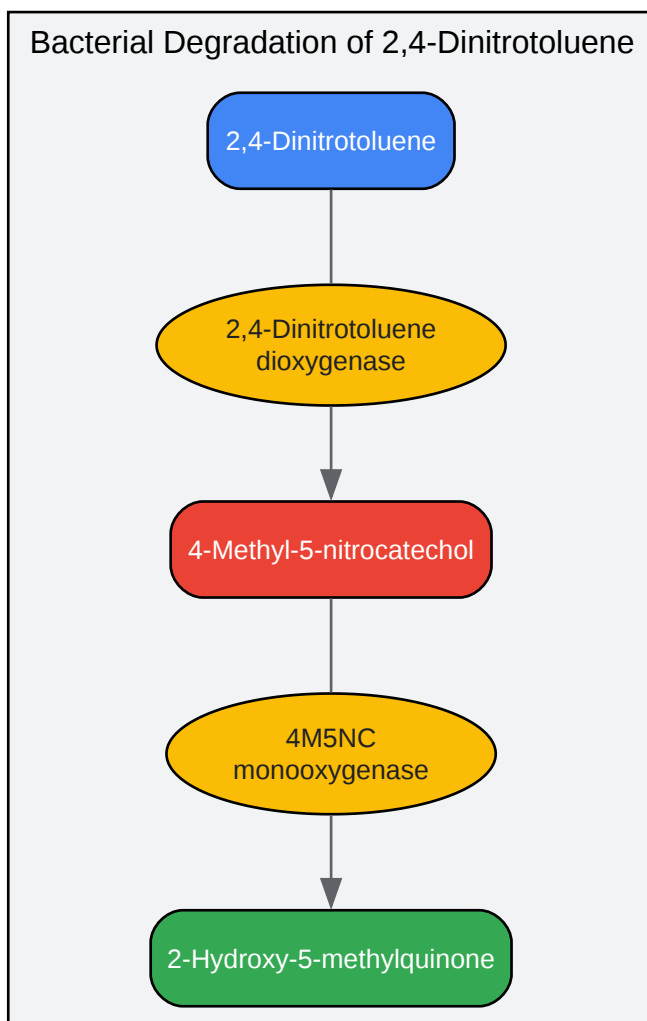 Bacterial Degradation of 2,4-Dinitrotoluene
2,4-Dinitrotoluene
2,4-Dinitrotoluene
dioxygenase
4-Methyl-5-nitrocatechol
4M5NC
monooxygenase
2-Hydroxy-5-methylquinone